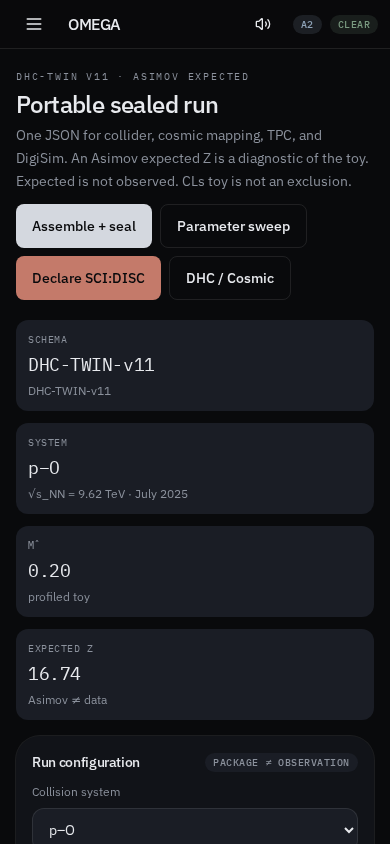 OMEGA
A2
CLEAR
DHC-TWIN V11 · ASIMOV EXPECTED
Portable sealed run
One JSON for collider, cosmic mapping, TPC, and
DigiSim. An Asimov expected Z is a diagnostic of the toy.
Expected is not observed. CLs toy is not an exclusion.
Assemble + seal
Parameter sweep
Declare SCI:DISC
DHC / Cosmic
SCHEMA
DHC-TWIN-v11
DHC-TWIN-v11
SYSTEM
p–O
√s_NN = 9.62 TeV · July 2025
Μ̂
0.20
profiled toy
EXPECTED Z
16.74
Asimov ≠ data
Run configuration
PACKAGE ≠ OBSERVATION
Collision system
p–O